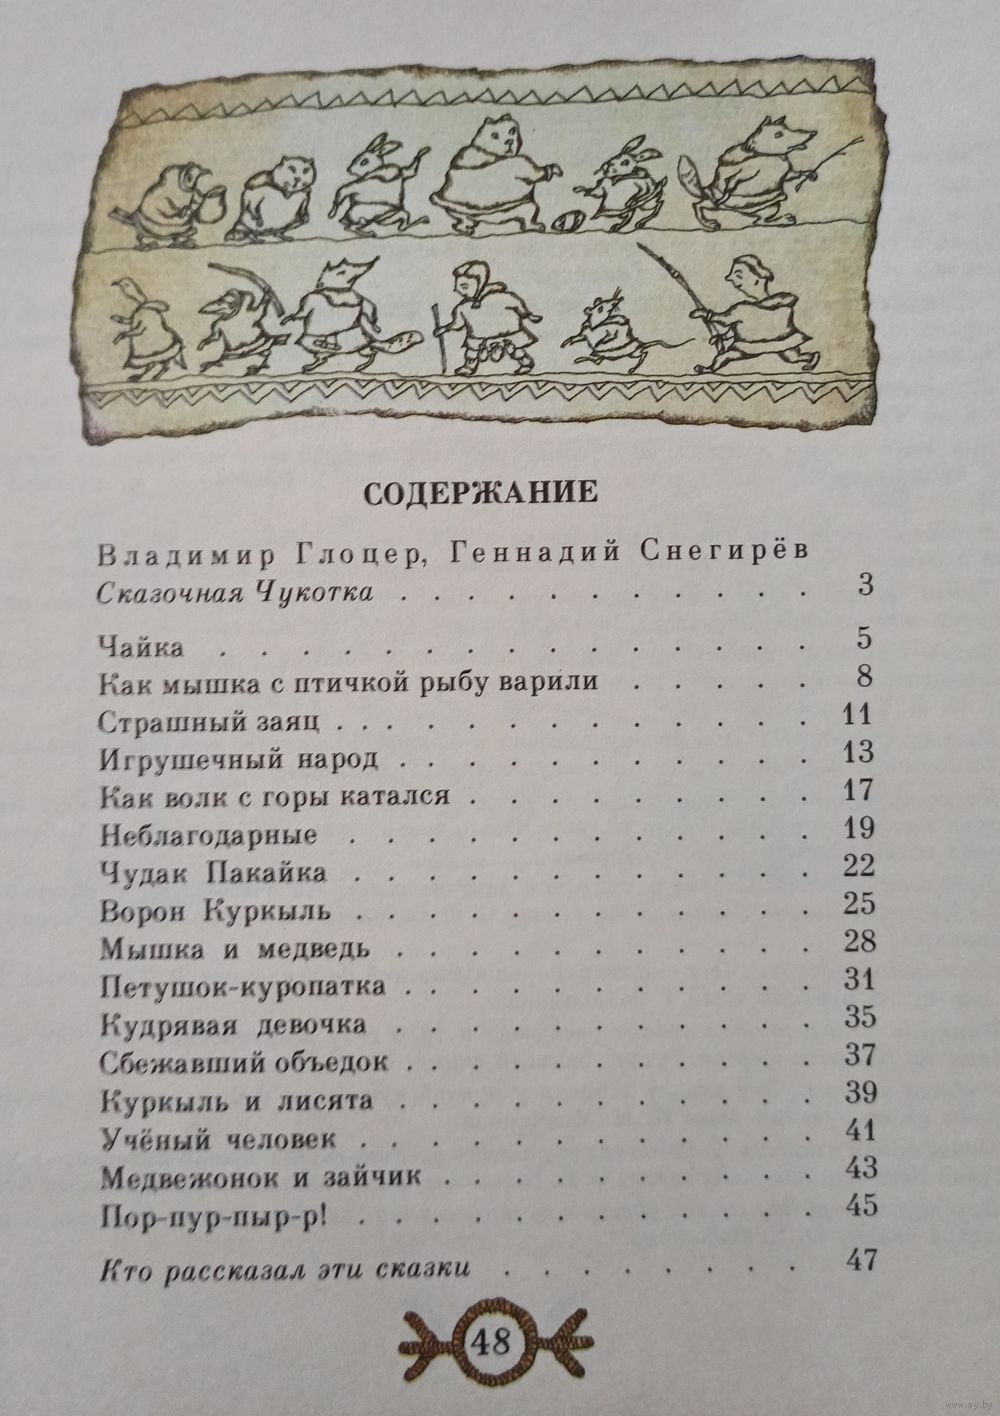 СОДЕРЖАНИЕ
Владимир Глоцер, Геннадий Снегирёв
Сказочная Чукотка . . . . . . . . . . . 3
Чайка . . . . . . . . . . . . . . . 5
Как мышка с птичкой рыбу варили . . . . . 8
Страшный заяц . . . . . . . . . . . . . 11
Игрушечный народ . . . . . . . . . . . 13
Как волк с горы катался . . . . . . . . . 17
Неблагодарные . . . . . . . . . . . . 19
Чудак Пакайка . . . . . . . . . . . . 22
Ворон Куркыль . . . . . . . . . . . . 25
Мышка и медведь . . . . . . . . . . . 28
Петушок-куропатка . . . . . . . . . . . 31
Кудрявая девочка . . . . . . . . . . . 35
Сбежавший объедок . . . . . . . . . . . 37
Куркыль и лисята . . . . . . . . . . . 39
Учёный человек . . . . . . . . . . . . 41
Медвежонок и зайчик . . . . . . . . . . 43
Пор-пур-пыр-р! . . . . . . . . . . . . 45
Кто рассказал эти сказки . . . . . . . . 47
48
www.ay.by